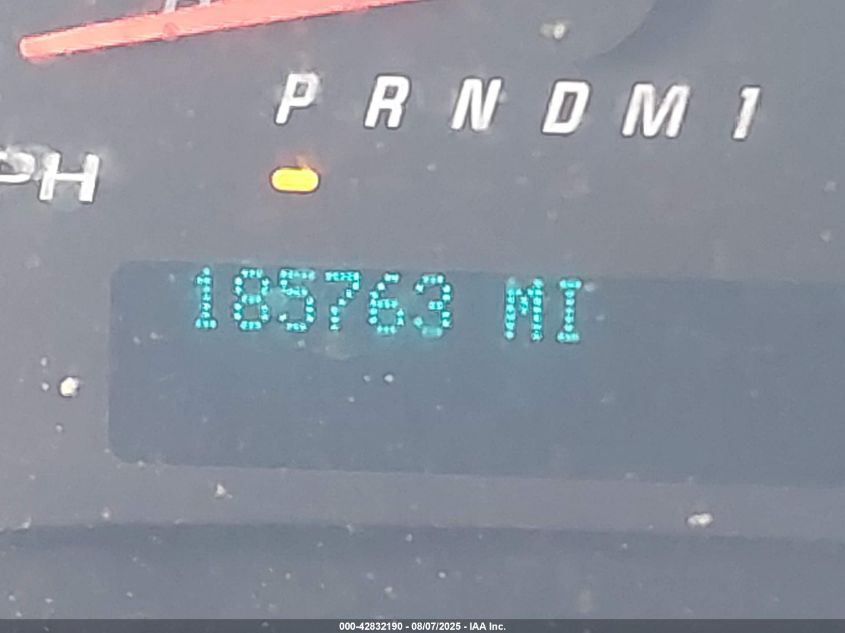 P R N D M 1
PH
185763 MI
000-42832190 - 08/07/2025 - IAA Inc.